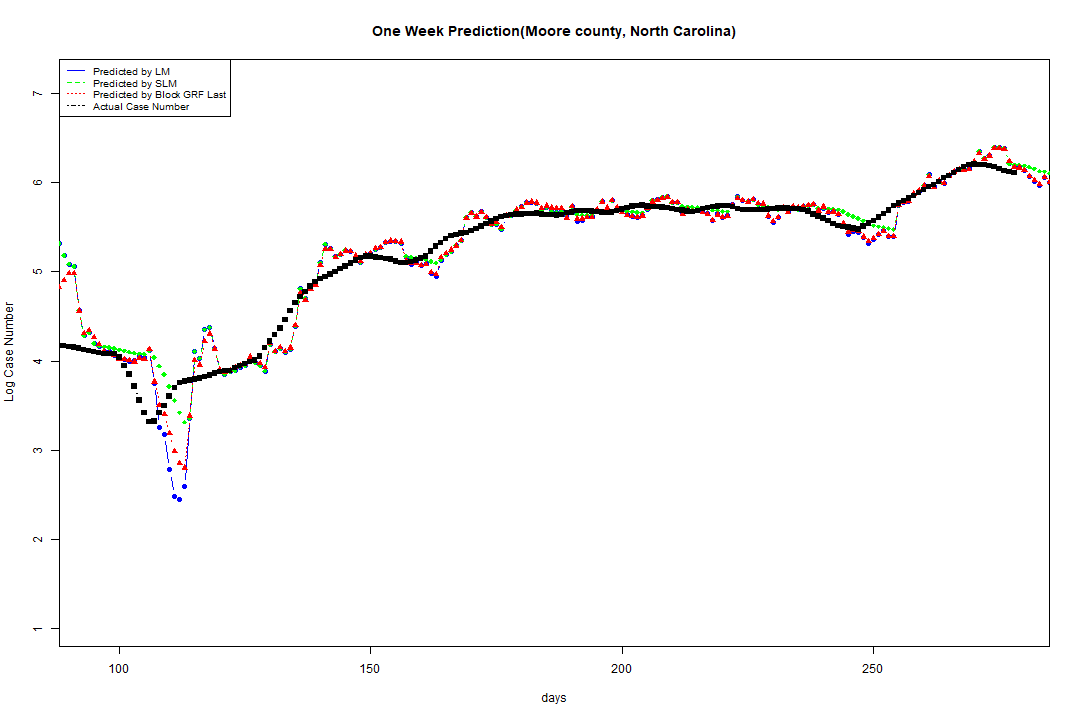 One Week Prediction(Moore county, North Carolina)
Predicted by LM
Predicted by SLM
Predicted by Block GRF Last
Actual Case Number
7
6
5
4
3
2
1
Log Case Number
100 150 200 250
days